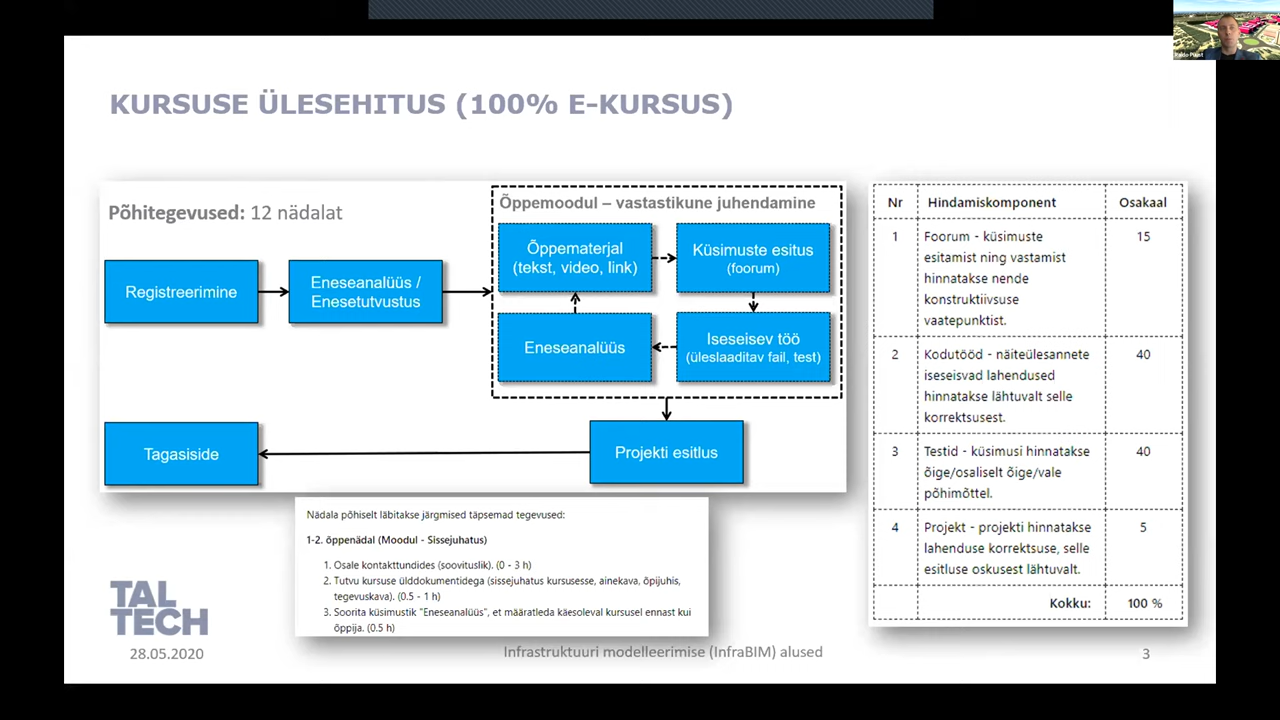 KURSUSE ÜLESEHITUS (100% E-KURSUS)
Põhitegevused: 12 nädalat
Registreerimine
Eneseanalüüs /
Enesetutvustus
Õppemoodul – vastastikune juhendamine
Õppematerjal
(tekst, video, link)
Küsimuste esitus
(foorum)
Eneseanalüüs
Iseseisev töö
(üleslaaditav fail, test)
Tagasiside
Projekti esitlus
Nr Hindamiskomponent Osakaal
1 Foorum - küsimuste 15
esitamist ning vastamist
hinnatakse nende
konstruktiivsuse
vaatepunktist.
2 Kodutööd - näiteülesannete 40
iseseisvad lahendused
hinnatakse lähtuvalt selle
korrektsusest.
3 Testid - küsimusi hinnatakse 40
õige/osaliselt õige/vale
põhimõttel.
4 Projekt - projekti hinnatakse 5
lahenduse korrektsuse, selle
esitluse oskusest lähtuvalt.
Kokku: 100 %
Nädala põhiselt läbitakse järgmised täpsemad tegevused:
1-2. õppenädal (Moodul - Sissejuhatus)
1. Osale kontakttundides (soovituslik). (0 - 3 h)
2. Tutvu kursuse ülddokumentidega (sissejuhatus kursusesse, ainekava, õpijuhis,
tegevuskava). (0.5 - 1 h)
3. Soorita küsimustik "Eneseanalüüs", et määratleda käesoleval kursusel ennast kui
õppija. (0.5 h)
TAL
TECH
28.05.2020
Infrastruktuuri modelleerimise (InfraBIM) alused
3